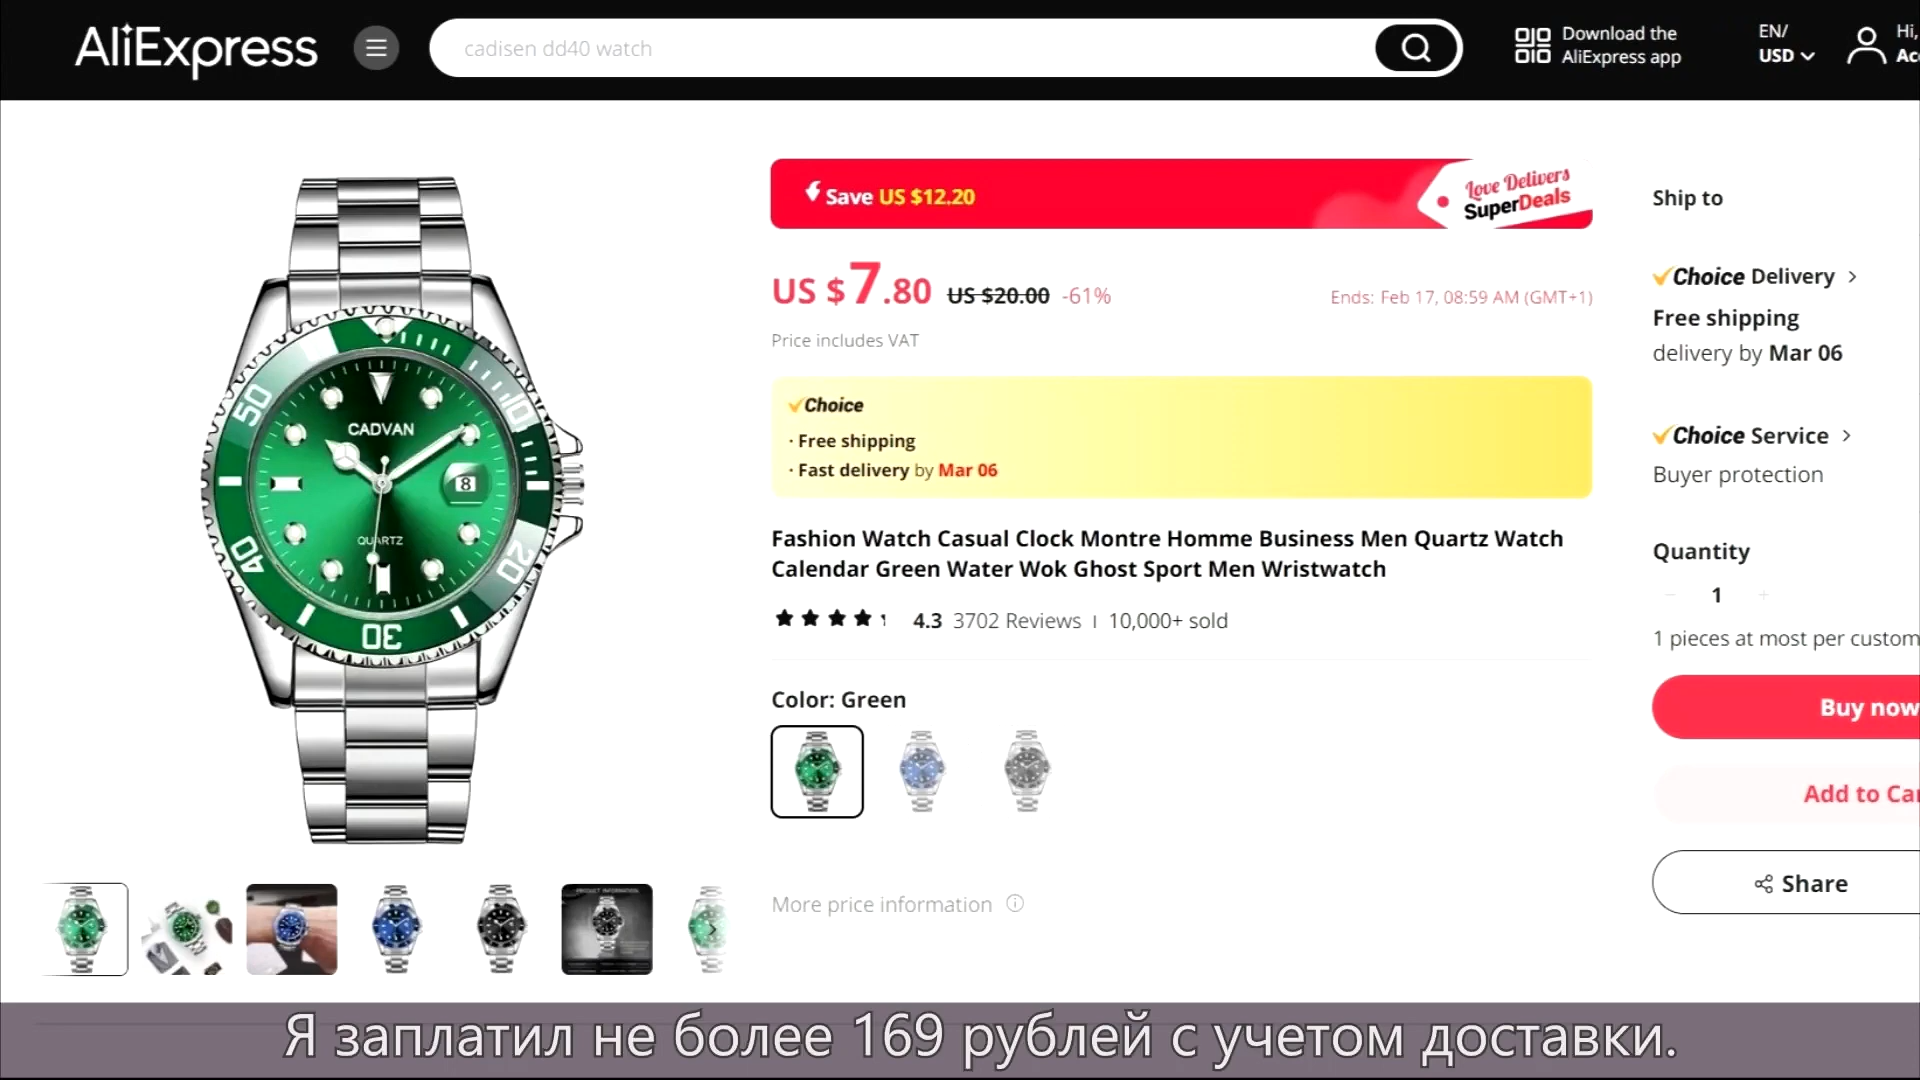 AliExpress
cadisen dd40 watch
Download the
AliExpress app
EN/
USD
Hi,
Save US $12.20
Love Delivers
SuperDeals
US $7.80 US $20.00 -61%
Ends: Feb 17, 08:59 AM (GMT+1)
Price includes VAT
Choice
· Free shipping
· Fast delivery by Mar 06
Fashion Watch Casual Clock Montre Homme Business Men Quartz Watch
Calendar Green Water Wok Ghost Sport Men Wristwatch
4.3 3702 Reviews | 10,000+ sold
Color: Green
More price information
Ship to
Choice Delivery >
Free shipping
delivery by Mar 06
Choice Service >
Buyer protection
Quantity
- 1 +
1 pieces at most per custom
Buy now
Add to Car
Share
50
10
CADVAN
8
QUARTZ
40
20
30
PRODUCT INFORMATION
Я заплатил не более 169 рублей с учетом доставки.